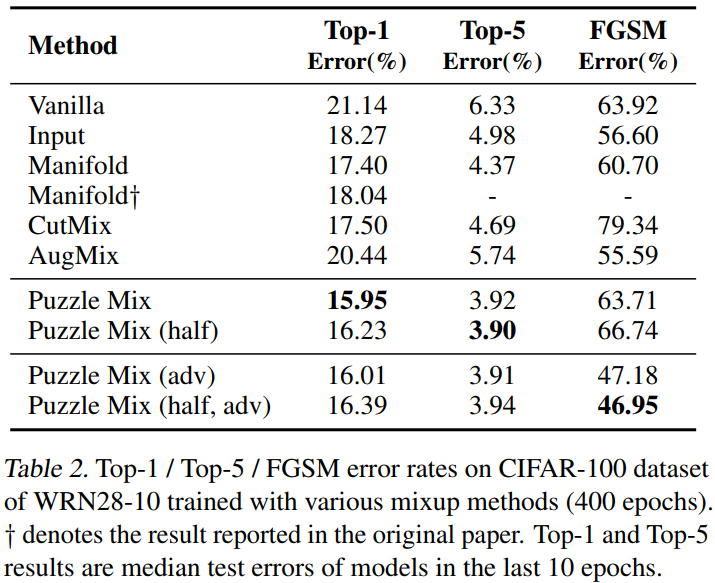 Method Top-1 Error(%) Top-5 Error(%) FGSM Error(%)
Vanilla 21.14 6.33 63.92
Input 18.27 4.98 56.60
Manifold 17.40 4.37 60.70
Manifold† 18.04 - -
CutMix 17.50 4.69 79.34
AugMix 20.44 5.74 55.59
Puzzle Mix 15.95 3.92 63.71
Puzzle Mix (half) 16.23 3.90 66.74
Puzzle Mix (adv) 16.01 3.91 47.18
Puzzle Mix (half, adv) 16.39 3.94 46.95
Table 2. Top-1 / Top-5 / FGSM error rates on CIFAR-100 dataset
of WRN28-10 trained with various mixup methods (400 epochs).
† denotes the result reported in the original paper. Top-1 and Top-5
results are median test errors of models in the last 10 epochs.